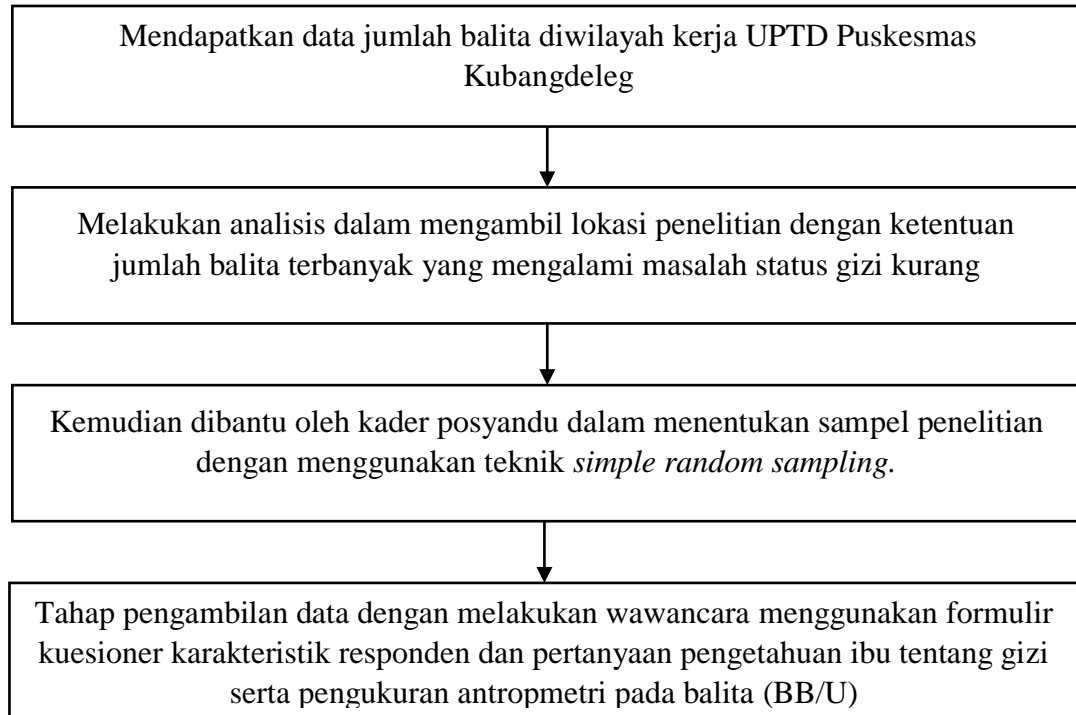 Mendapatkan data jumlah balita diwilayah kerja UPTD Puskesmas
Kubangdeleg
Melakukan analisis dalam mengambil lokasi penelitian dengan ketentuan
jumlah balita terbanyak yang mengalami masalah status gizi kurang
Kemudian dibantu oleh kader posyandu dalam menentukan sampel penelitian
dengan menggunakan teknik simple random sampling.
Tahap pengambilan data dengan melakukan wawancara menggunakan formulir
kuesioner karakteristik responden dan pertanyaan pengetahuan ibu tentang gizi
serta pengukuran antropmetri pada balita (BB/U)